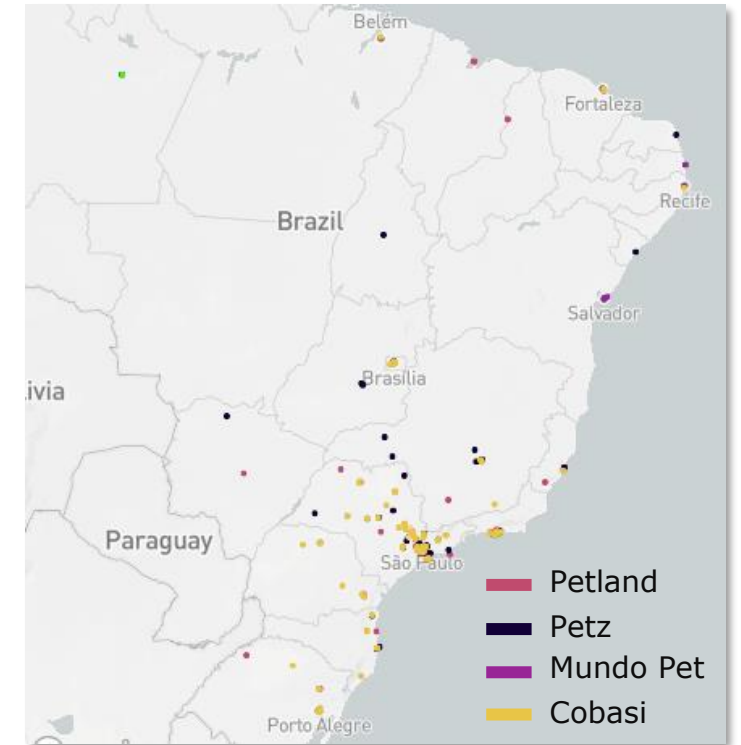 Belém
Fortaleza
Recife
Brazil
Salvador
Brasília
ivia
Paraguay
São Paulo
Petland
Petz
Mundo Pet
Cobasi
Porto Alegre